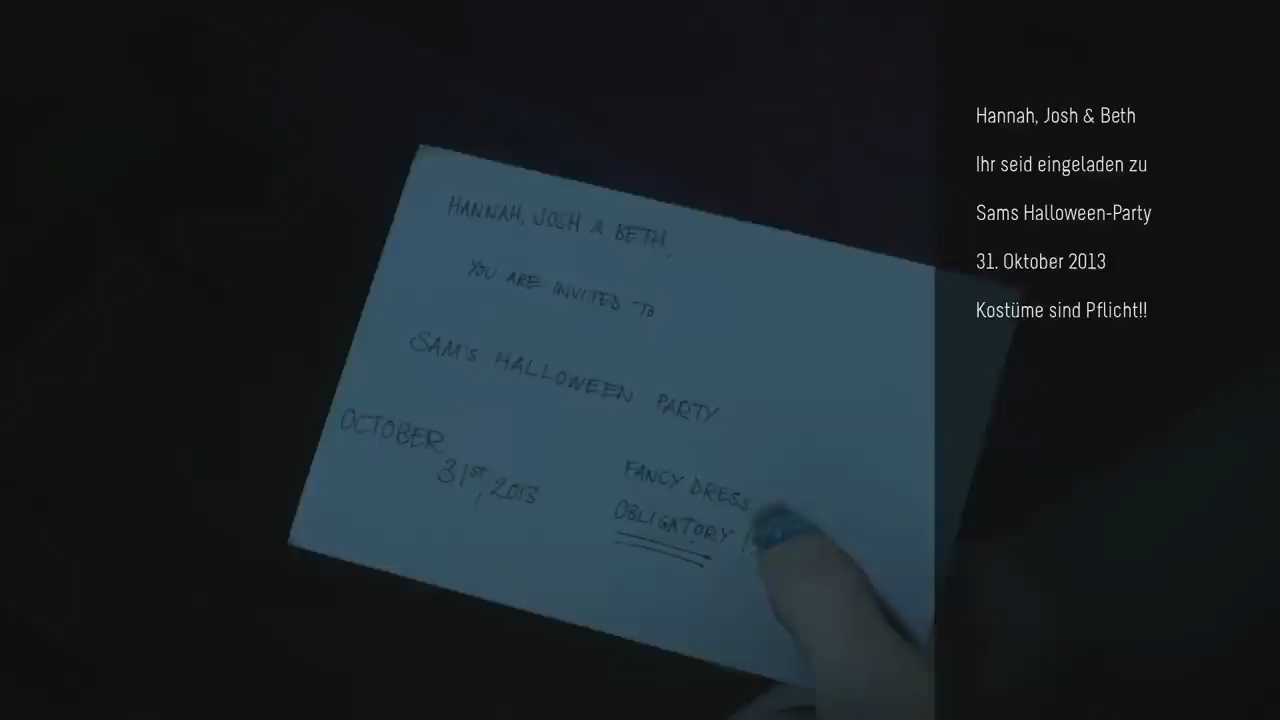 HANNAH, JOSH & BETH,
YOU ARE INVITED TO
SAM'S HALLOWEEN PARTY
OCTOBER
31ST, 2013
FANCY DRESS
OBLIGATORY !
Hannah, Josh & Beth
Ihr seid eingeladen zu
Sams Halloween-Party
31. Oktober 2013
Kostüme sind Pflicht!!